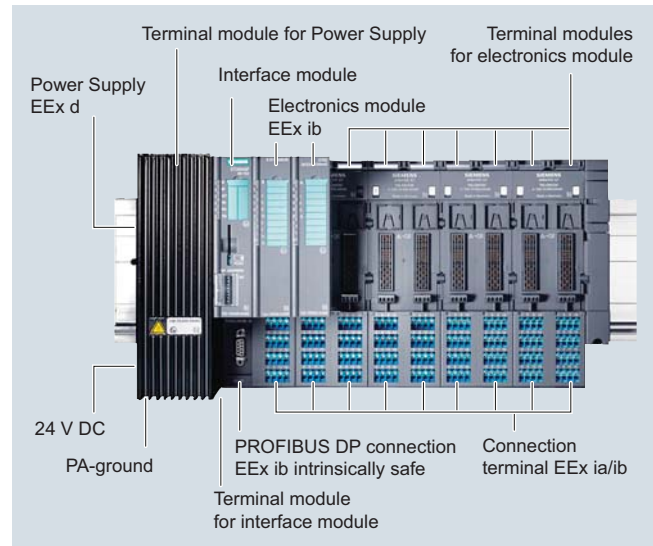 Terminal module for Power Supply
Terminal modules
for electronics module
Interface module
Power Supply
EEx d
Electronics module
EEx ib
SIEMENS
SIEMENS
SIEMENS
24 V DC
PA-ground
PROFIBUS DP connection
EEx ib intrinsically safe
Connection
terminal EEx ia/ib
Terminal module
for interface module